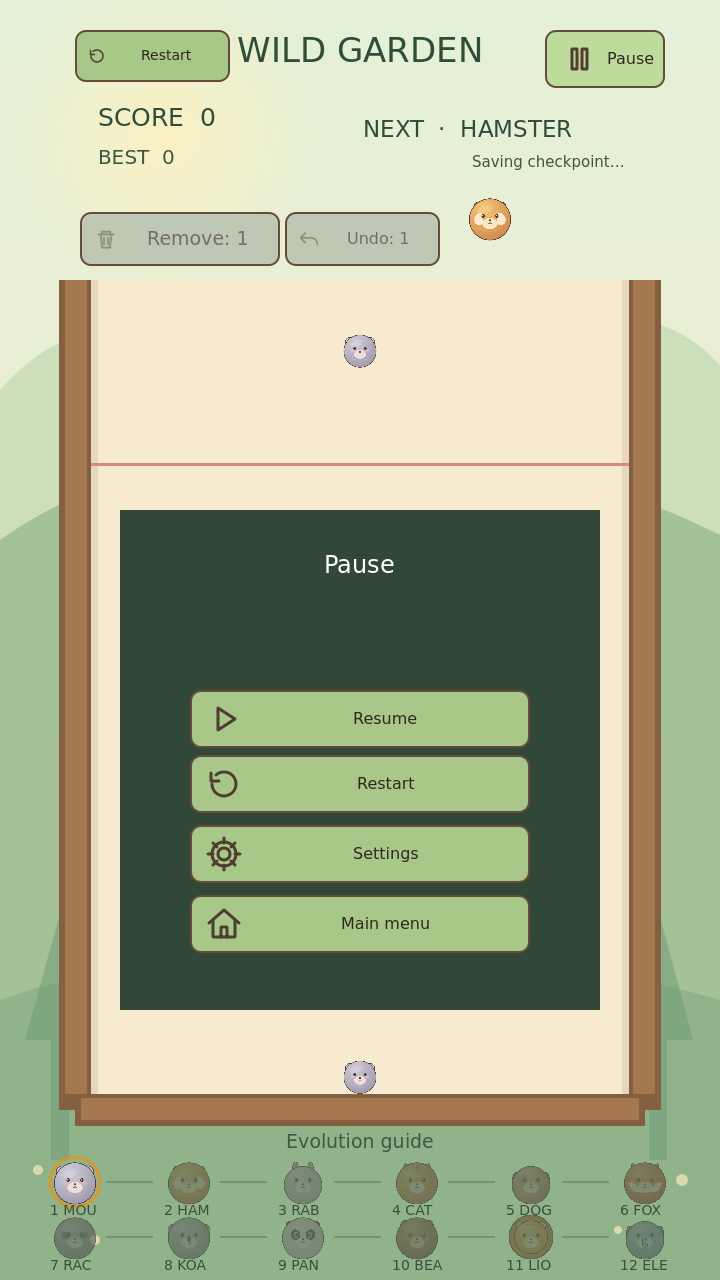 Restart
WILD GARDEN
Pause
SCORE 0
BEST 0
NEXT · HAMSTER
Saving checkpoint...
Remove: 1
Undo: 1
Pause
Resume
Restart
Settings
Main menu
Evolution guide
1 MOU
2 HAM
3 RAB
4 CAT
5 DOG
6 FOX
7 RAC
8 KOA
9 PAN
10 BEA
11 LIO
12 ELE